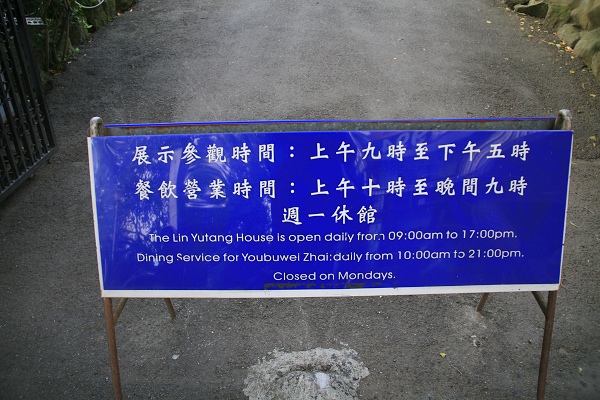 展示參觀時間：上午九時至下午五時
餐飲營業時間：上午十時至晚間九時
週一休館
The Lin Yutang House is open daily from 09:00am to 17:00pm.
Dining Service for Youbuwei Zhai:daily from 10:00am to 21:00pm.
Closed on Mondays.